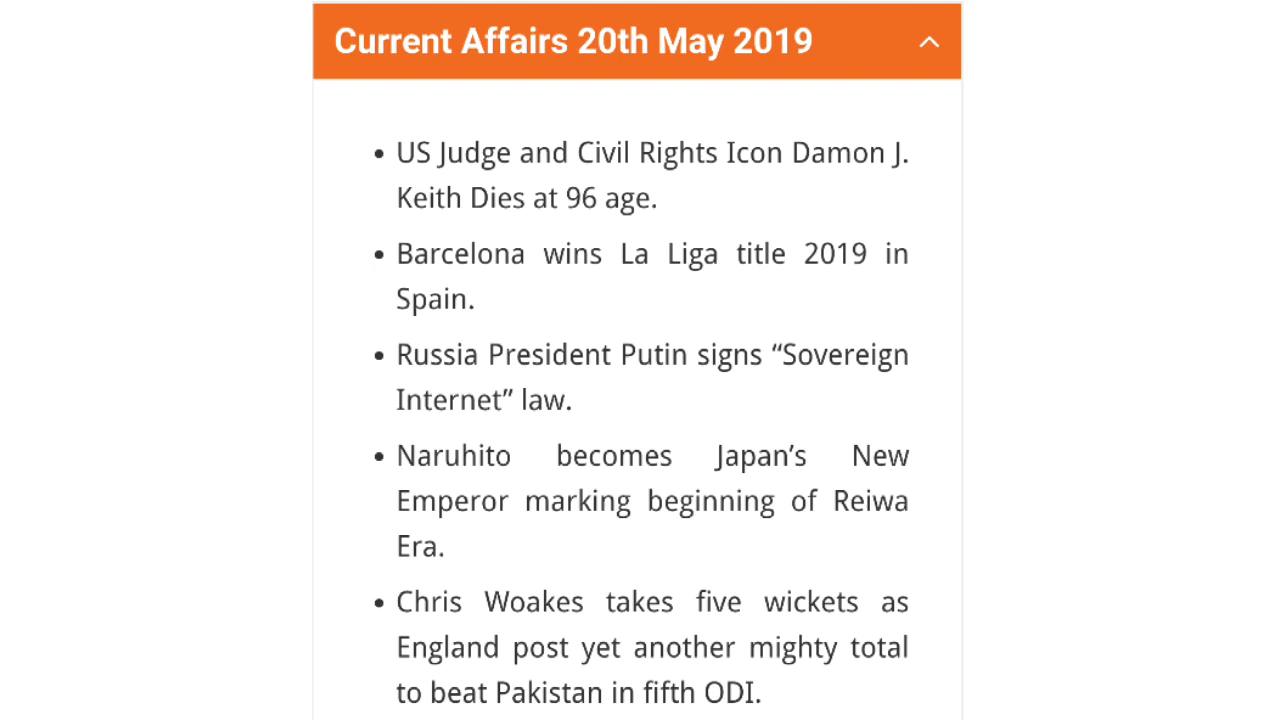 Current Affairs 20th May 2019
• US Judge and Civil Rights Icon Damon J.
Keith Dies at 96 age.
• Barcelona wins La Liga title 2019 in
Spain.
• Russia President Putin signs “Sovereign
Internet” law.
• Naruhito becomes Japan’s New
Emperor marking beginning of Reiwa
Era.
• Chris Woakes takes five wickets as
England post yet another mighty total
to beat Pakistan in fifth ODI.